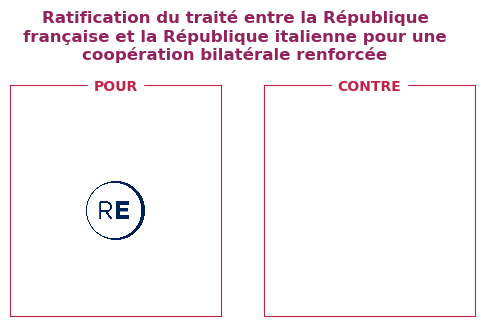 Ratification du traité entre la République
française et la République italienne pour une
coopération bilatérale renforcée
POUR
CONTRE
RE